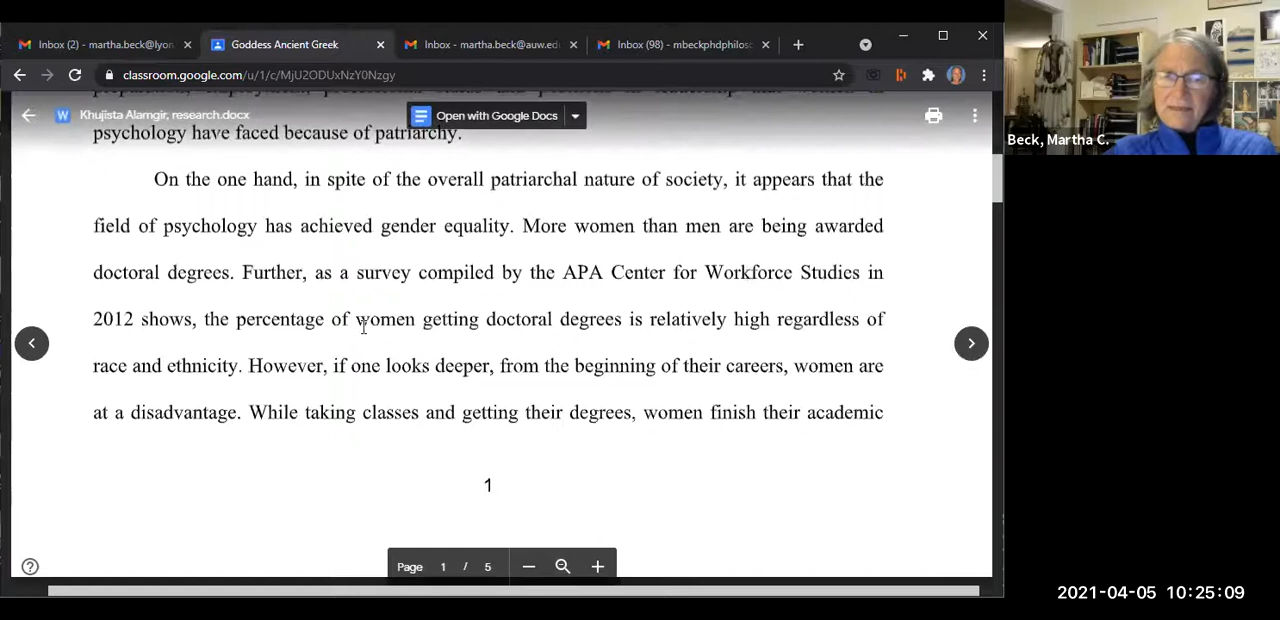 Inbox (2) - martha.beck@lyon
Goddess Ancient Greek
Inbox - martha.beck@auw.ed
Inbox (98) - mbeckphdphilos
classroom.google.com/u/1/c/MjU2ODUxNzY0Nzgy
Khujista Alamgir, research.docx
Open with Google Docs
Beck, Martha C.
psychology have faced because of patriarchy.
On the one hand, in spite of the overall patriarchal nature of society, it appears that the
field of psychology has achieved gender equality. More women than men are being awarded
doctoral degrees. Further, as a survey compiled by the APA Center for Workforce Studies in
2012 shows, the percentage of women getting doctoral degrees is relatively high regardless of
race and ethnicity. However, if one looks deeper, from the beginning of their careers, women are
at a disadvantage. While taking classes and getting their degrees, women finish their academic
1
Page 1 / 5
2021-04-05 10:25:09